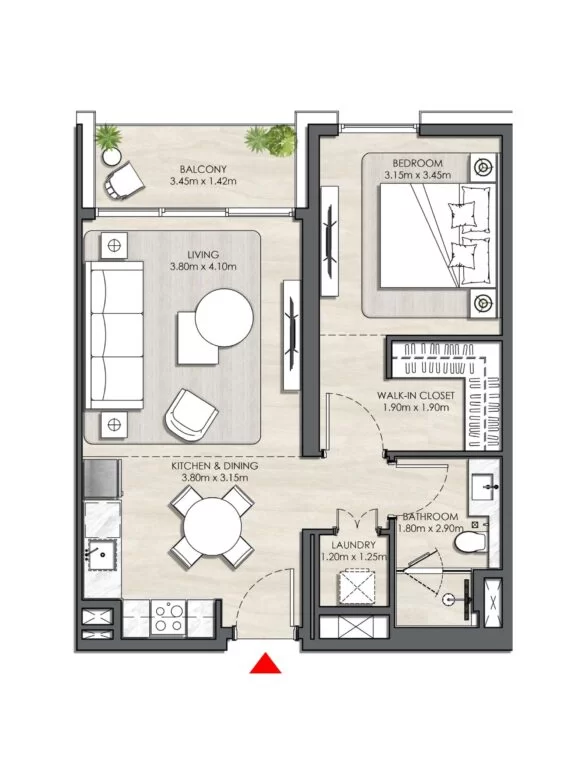 BALCONY
3.45m x 1.42m
BEDROOM
3.15m x 3.45m
LIVING
3.80m x 4.10m
WALK-IN CLOSET
1.90m x 1.90m
KITCHEN & DINING
3.80m x 3.15m
BATHROOM
1.80m x 2.90m
LAUNDRY
1.20m x 1.25m